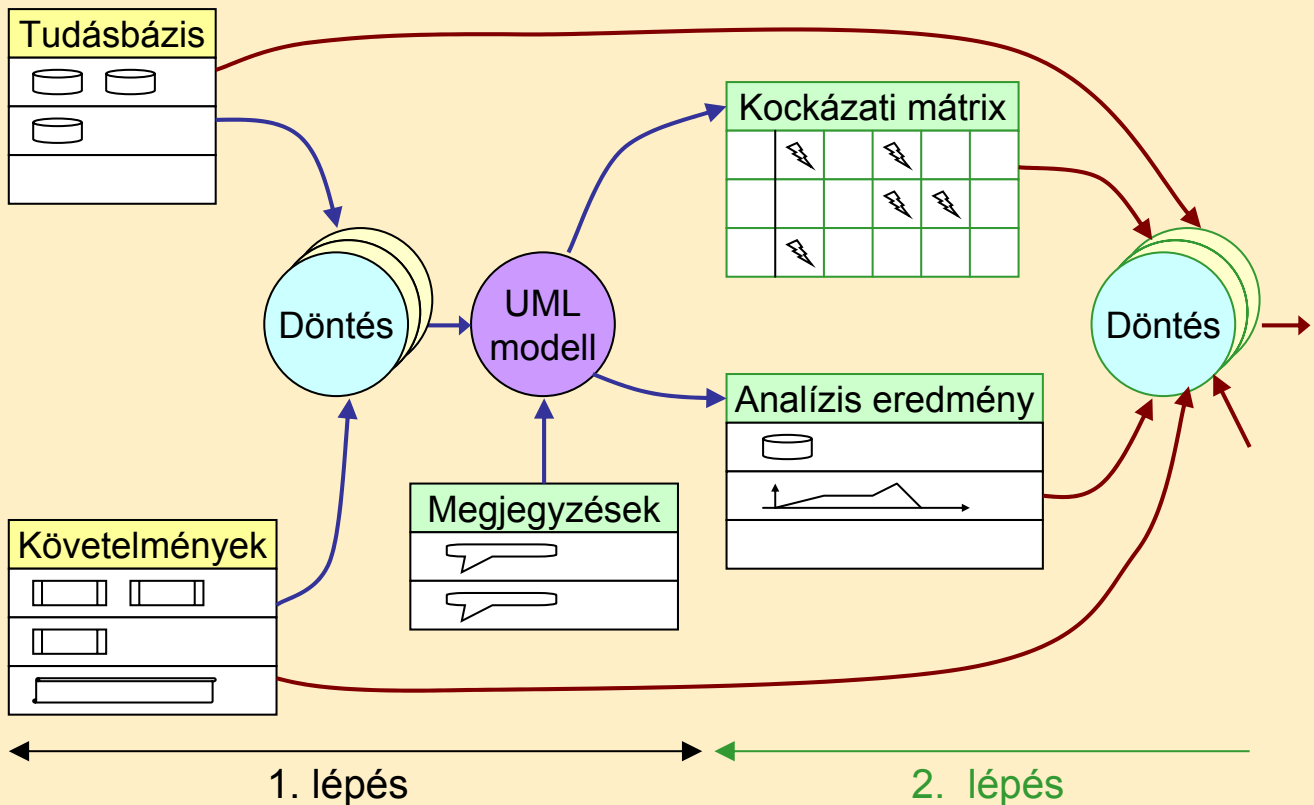 Tudásbázis
Kockázati mátrix
Döntés
UML
modell
Döntés
Analízis eredmény
Megjegyzések
Követelmények
1. lépés
2. lépés